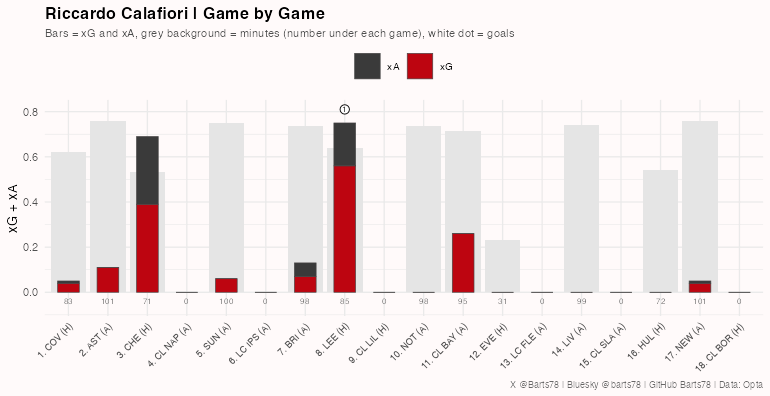 Riccardo Calafiori | Game by Game
Bars = xG and xA, grey background = minutes (number under each game), white dot = goals
xA xG
xG + xA
0.8
0.6
0.4
0.2
0.0
1
83 101 71 0 100 0 98 85 0 98 95 31 0 99 0 72 101 0
1. COV (H)
2. AST (A)
3. CHE (H)
4. CL NAP (A)
5. SUN (A)
6. LC IPS (A)
7. BRI (A)
8. LEE (H)
9. CL LIL (H)
10. NOT (A)
11. CL BAY (A)
12. EVE (H)
13. LC FLE (A)
14. LIV (A)
15. CL SLA (A)
16. HUL (H)
17. NEW (A)
18. CL BOR (H)
X @Barts78 | Bluesky @barts78 | GitHub Barts78 | Data: Opta